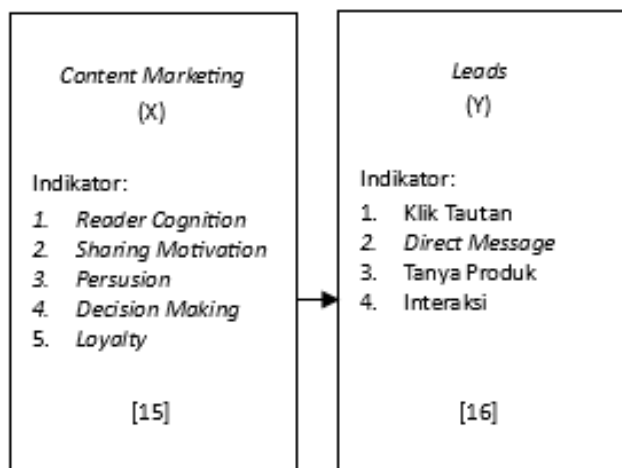 Content Marketing
(X)
Indikator:
1. Reader Cognition
2. Sharing Motivation
3. Persusion
4. Decision Making
5. Loyalty
[15]
Leads
(Y)
Indikator:
1. Klik Tautan
2. Direct Message
3. Tanya Produk
4. Interaksi
[16]